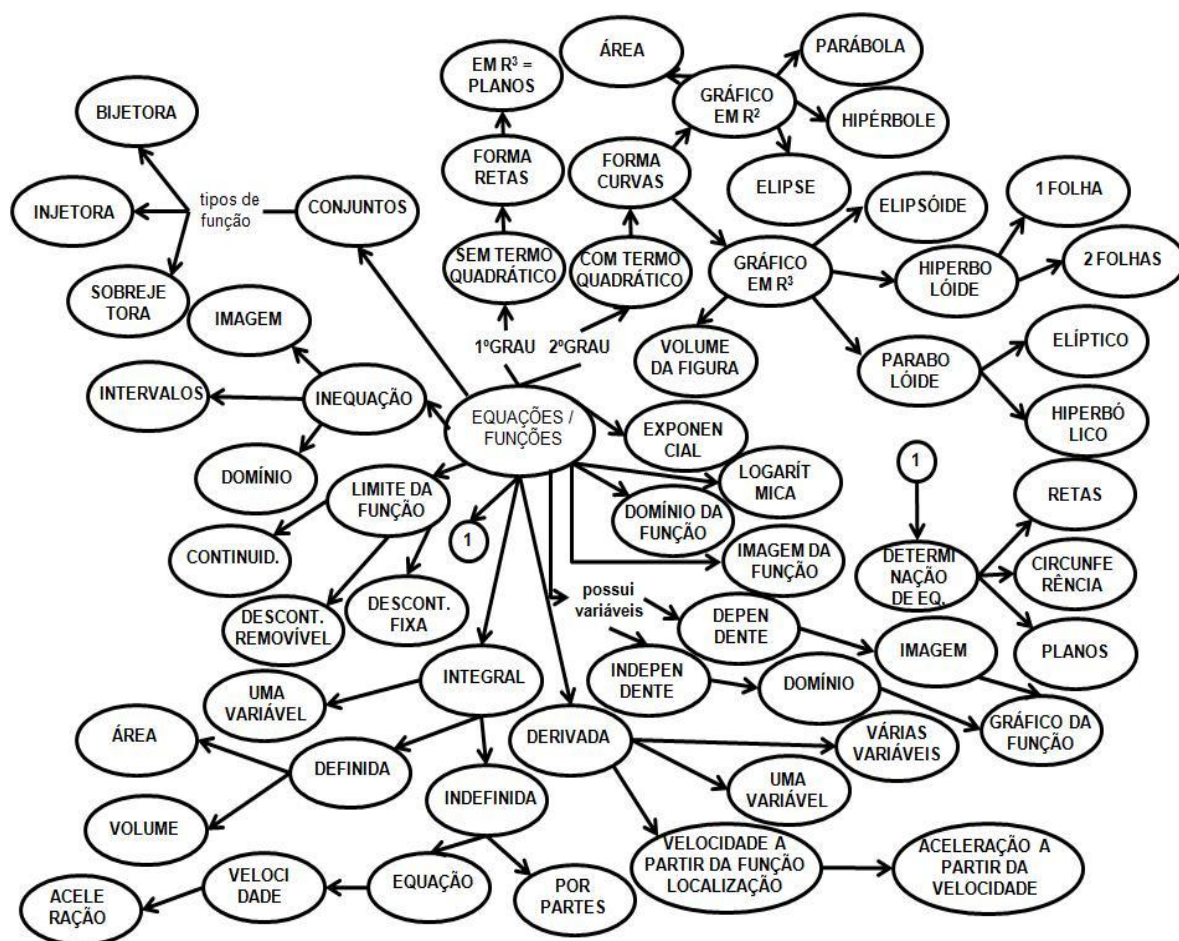 EM R³ =
PLANOS
ÁREA
PARÁBOLA
GRÁFICO
EM R²
HIPÉRBOLE
BIJETORA
FORMA
RETAS
FORMA
CURVAS
ELIPSE
INJETORA
tipos de
função
CONJUNTOS
ELIPSÓIDE
1 FOLHA
SEM TERMO
QUADRÁTICO
COM TERMO
QUADRÁTICO
GRÁFICO
EM R³
HIPERBO
LÓIDE
2 FOLHAS
SOBREJE
TORA
IMAGEM
1ºGRAU
2ºGRAU
VOLUME
DA FIGURA
PARABO
LÓIDE
ELÍPTICO
INTERVALOS
INEQUAÇÃO
EQUAÇÕES /
FUNÇÕES
EXPONEN
CIAL
HIPERBÓ
LICO
DOMÍNIO
LIMITE DA
FUNÇÃO
LOGARÍT
MICA
1
RETAS
DOMÍNIO DA
FUNÇÃO
1
CONTINUID.
IMAGEM DA
FUNÇÃO
DETERMI
NAÇÃO
DE EQ.
CIRCUNFE
RÊNCIA
DESCONT.
REMOVÍVEL
DESCONT.
FIXA
possui
variáveis
DEPEN
DENTE
IMAGEM
PLANOS
UMA
VARIÁVEL
INTEGRAL
INDEPEN
DENTE
DOMÍNIO
GRÁFICO DA
FUNÇÃO
ÁREA
DEFINIDA
DERIVADA
VÁRIAS
VARIÁVEIS
INDEFINIDA
UMA
VARIÁVEL
VOLUME
VELOCIDADE A
PARTIR DA FUNÇÃO
LOCALIZAÇÃO
ACELERAÇÃO A
PARTIR DA
VELOCIDADE
ACELE
RAÇÃO
VELOCI
DADE
EQUAÇÃO
POR
PARTES